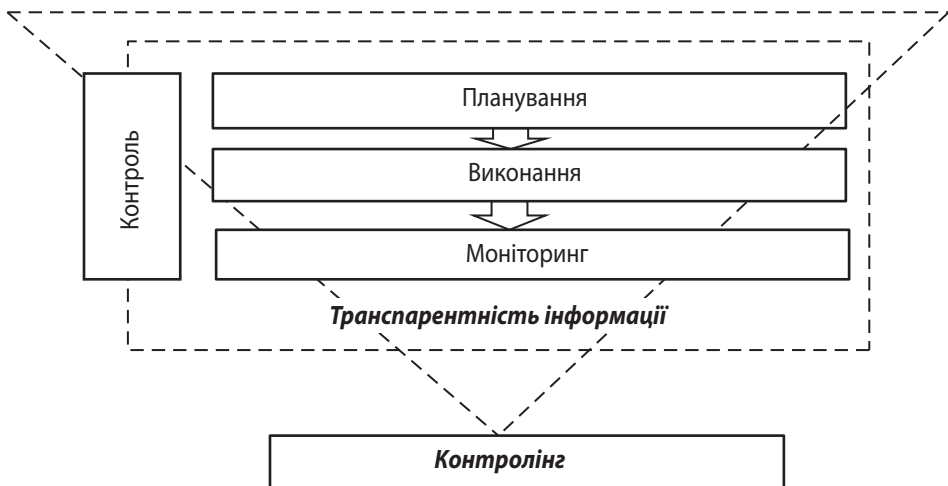 Контроль
Планування
Виконання
Моніторинг
Транспарентність інформації
Контролінг